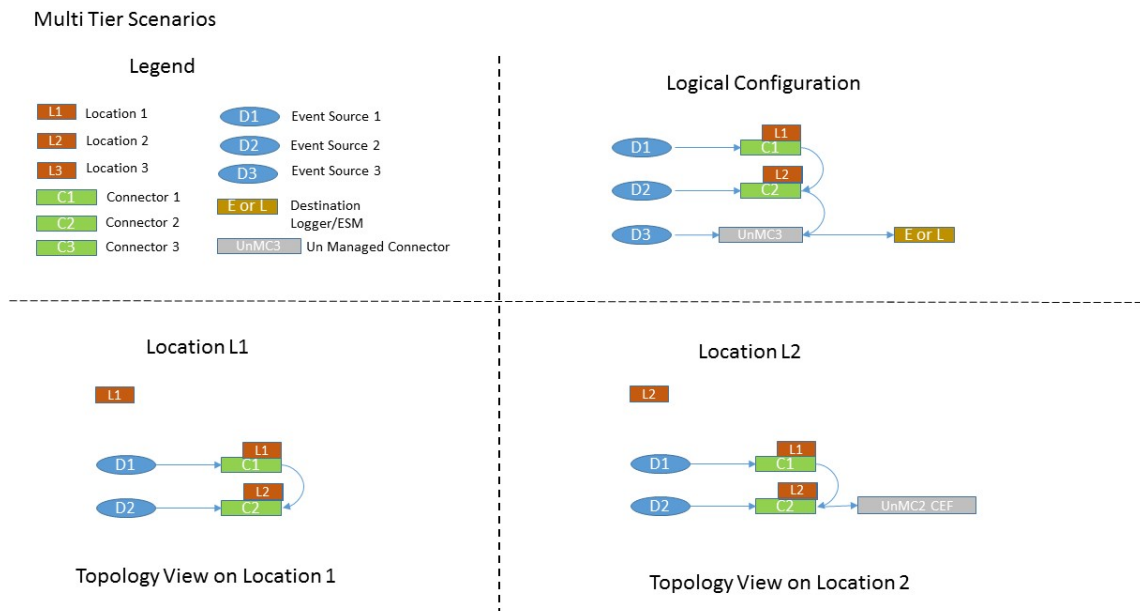 Multi Tier Scenarios
Legend
L1 Location 1
L2 Location 2
L3 Location 3
C1 Connector 1
C2 Connector 2
C3 Connector 3
D1 Event Source 1
D2 Event Source 2
D3 Event Source 3
E or L Destination
Logger/ESM
UnMC3 Un Managed Connector
Logical Configuration
L1
D1 C1
L2
D2 C2
D3 UnMC3 E or L
Location L1
L1
L1
D1 C1
L2
D2 C2
Topology View on Location 1
Location L2
L2
L1
D1 C1
L2
D2 C2 UnMC2 CEF
Topology View on Location 2